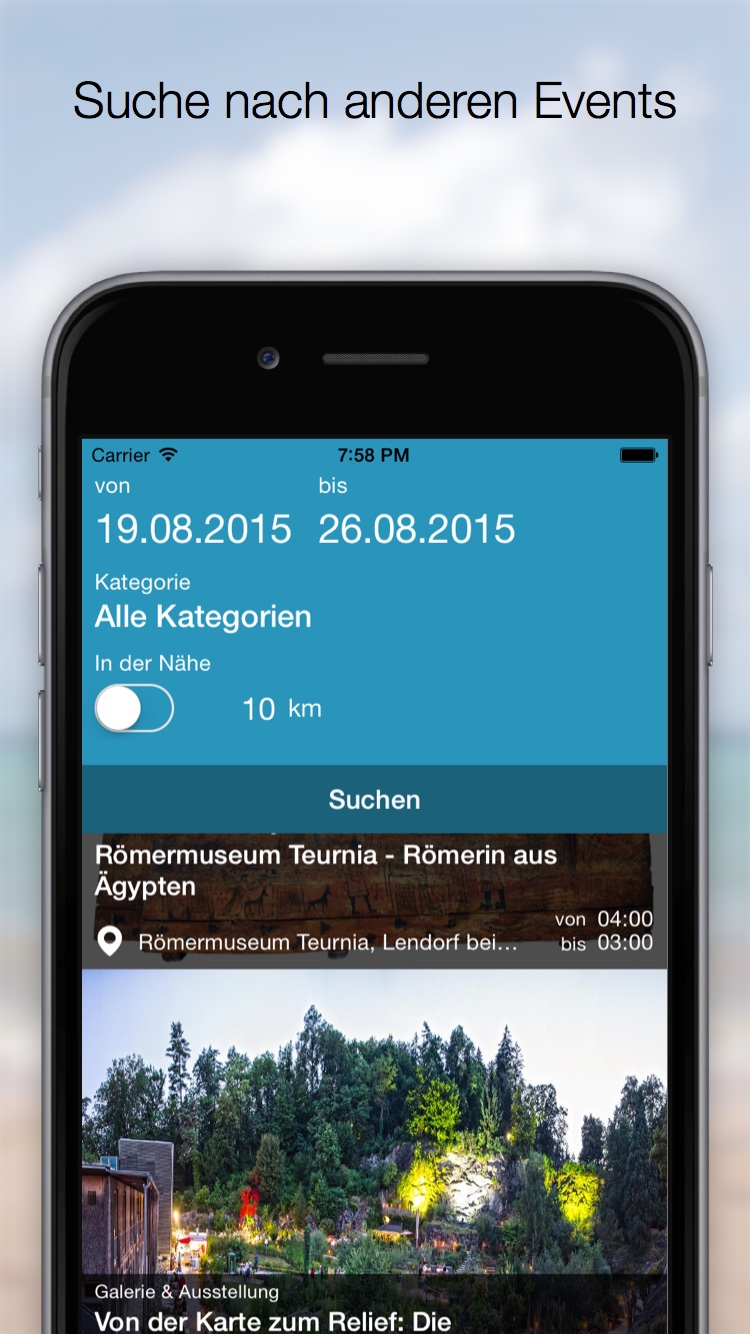 Suche nach anderen Events
Carrier 7:58 PM
von bis
19.08.2015 26.08.2015
Kategorie
Alle Kategorien
In der Nähe
10 km
Suchen
Römermuseum Teurnia - Römerin aus
Ägypten
von 04:00
Römermuseum Teurnia, Lendorf bei...
bis 03:00
Galerie & Ausstellung
Von der Karte zum Relief: Die